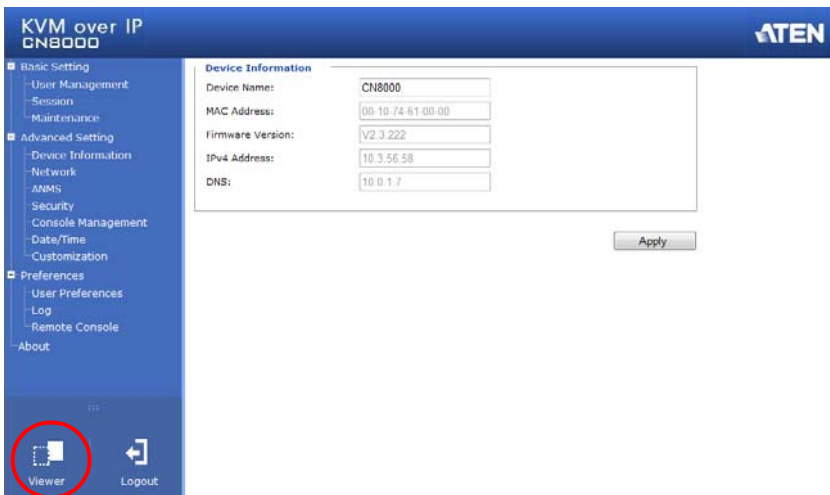 KVM over IP
CN8000
ATEN
Basic Setting
User Management
Session
Maintenance
Advanced Setting
Device Information
Network
ANMS
Security
Console Management
Date/Time
Customization
Preferences
User Preferences
Log
Remote Console
About
Viewer
Logout
Device Information
Device Name: CN8000
MAC Address: 00-10-74-61-00-00
Firmware Version: V2.3.222
IPv4 Address: 10.3.56.58
DNS: 10.0.1.7
Apply